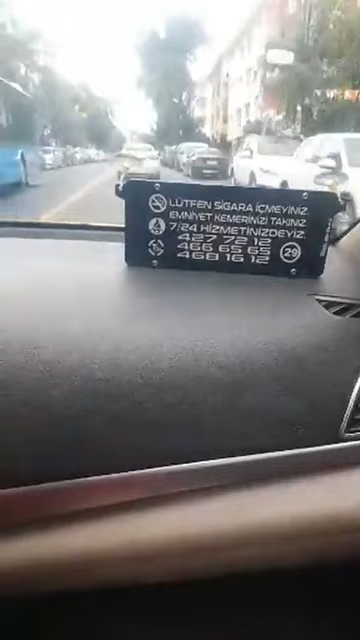 LÜTFEN SİGARA İÇMEYİNİZ.
EMNİYET KEMERİNİZİ TAKINIZ
7/24 HİZMETİNİZDEYİZ.
427 72 12
466 65 65
468 16 12
29